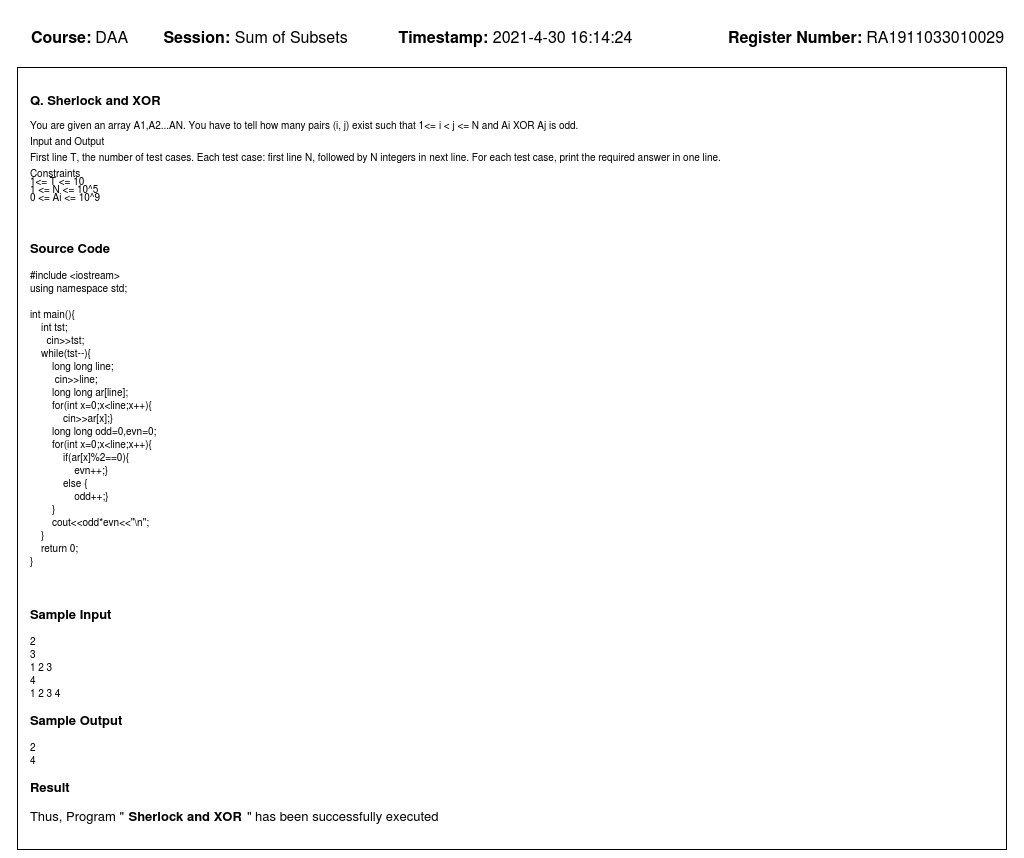 Course: DAA Session: Sum of Subsets Timestamp: 2021-4-30 16:14:24 Register Number: RA1911033010029
Q. Sherlock and XOR
You are given an array A1,A2...AN. You have to tell how many pairs (i, j) exist such that 1<= i < j <= N and Ai XOR Aj is odd.
Input and Output
First line T, the number of test cases. Each test case: first line N, followed by N integers in next line. For each test case, print the required answer in one line.
Constraints
1<= T <= 10
1 <= N <= 10^5
0 <= Ai <= 10^9
Source Code
#include <iostream>
using namespace std;
int main(){
int tst;
cin>>tst;
while(tst--){
long long line;
cin>>line;
long long ar[line];
for(int x=0;x<line;x++){
cin>>ar[x];}
long long odd=0,evn=0;
for(int x=0;x<line;x++){
if(ar[x]%2==0){
evn++;}
else {
odd++;}
}
cout<<odd*evn<<"\n";
}
return 0;
}
Sample Input
2
3
1 2 3
4
1 2 3 4
Sample Output
2
4
Result
Thus, Program " Sherlock and XOR " has been successfully executed